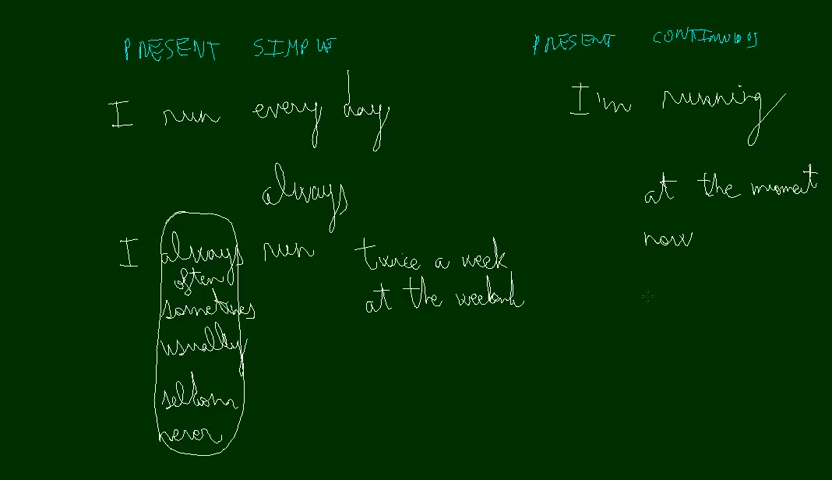 PRESENT SIMPLE
I run every day
always
I always run twice a week
often
at the weekend
sometimes
usually
seldom
never
PRESENT CONTINUOUS
I'm running
at the moment
now